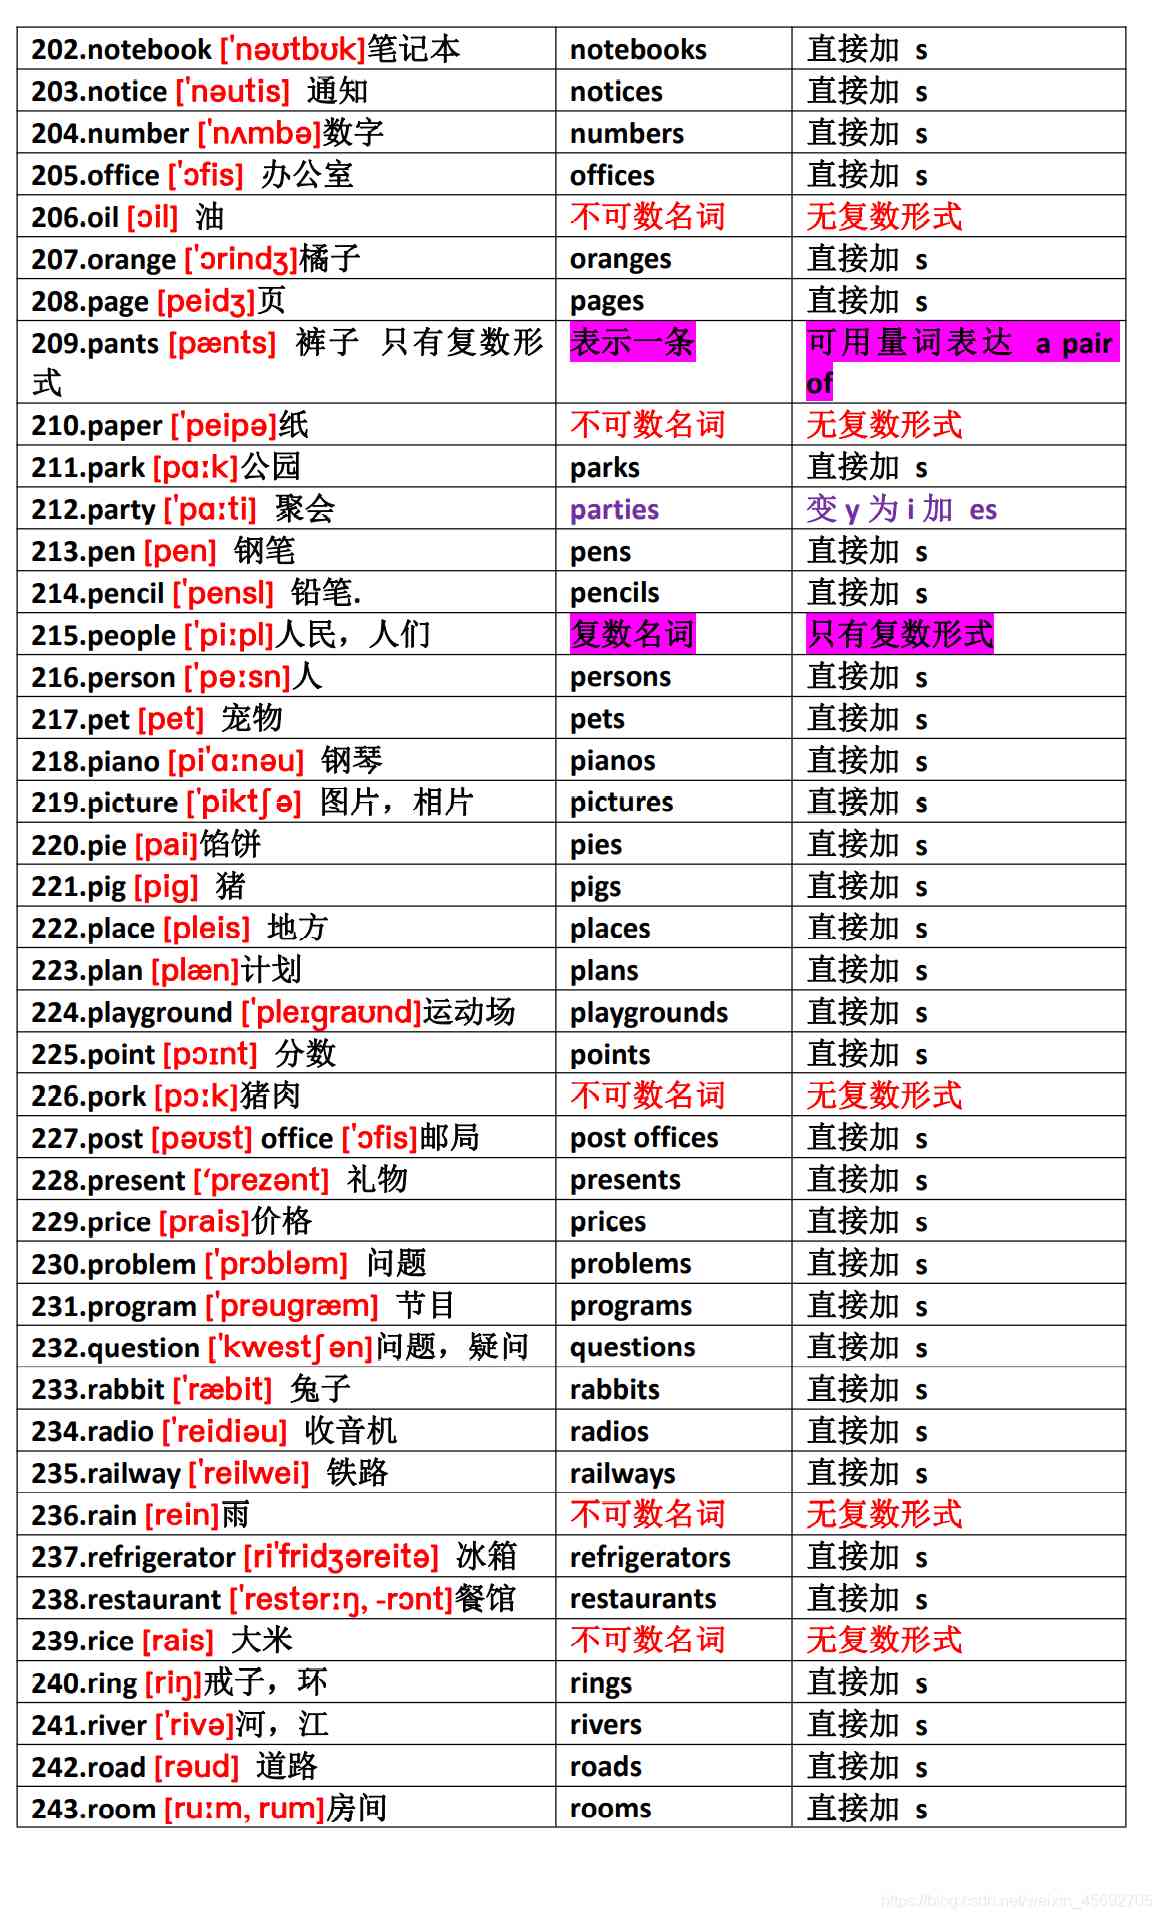 202.notebook ['nəʊtbʊk]笔记本 notebooks 直接加 s
203.notice ['nəutis] 通知 notices 直接加 s
204.number ['nʌmbə]数字 numbers 直接加 s
205.office ['ɔfis] 办公室 offices 直接加 s
206.oil [ɔil] 油 不可数名词 无复数形式
207.orange ['ɔrindʒ]橘子 oranges 直接加 s
208.page [peidʒ]页 pages 直接加 s
209.pants [pænts] 裤子 只有复数形 表示一条 可用量词表达 a pair
式 of
210.paper ['peipə]纸 不可数名词 无复数形式
211.park [pɑːk]公园 parks 直接加 s
212.party ['pɑːti] 聚会 parties 变 y 为 i 加 es
213.pen [pen] 钢笔 pens 直接加 s
214.pencil ['pensl] 铅笔. pencils 直接加 s
215.people ['piːpl]人民，人们 复数名词 只有复数形式
216.person ['pəːsn]人 persons 直接加 s
217.pet [pet] 宠物 pets 直接加 s
218.piano [pi'ɑːnəu] 钢琴 pianos 直接加 s
219.picture ['piktʃə] 图片，相片 pictures 直接加 s
220.pie [pai]馅饼 pies 直接加 s
221.pig [pig] 猪 pigs 直接加 s
222.place [pleis] 地方 places 直接加 s
223.plan [plæn]计划 plans 直接加 s
224.playground ['pleɪgraʊnd]运动场 playgrounds 直接加 s
225.point [pɔɪnt] 分数 points 直接加 s
226.pork [pɔːk]猪肉 不可数名词 无复数形式
227.post [pəʊst] office ['ɔfis]邮局 post offices 直接加 s
228.present [‘prezənt] 礼物 presents 直接加 s
229.price [prais]价格 prices 直接加 s
230.problem ['prɔbləm] 问题 problems 直接加 s
231.program ['prəugræm] 节目 programs 直接加 s
232.question ['kwestʃən]问题，疑问 questions 直接加 s
233.rabbit ['ræbit] 兔子 rabbits 直接加 s
234.radio ['reidiəu] 收音机 radios 直接加 s
235.railway ['reilwei] 铁路 railways 直接加 s
236.rain [rein]雨 不可数名词 无复数形式
237.refrigerator [ri'fridʒəreitə] 冰箱 refrigerators 直接加 s
238.restaurant ['restərːŋ, -rɔnt]餐馆 restaurants 直接加 s
239.rice [rais] 大米 不可数名词 无复数形式
240.ring [riŋ]戒子，环 rings 直接加 s
241.river ['rivə]河，江 rivers 直接加 s
242.road [rəud] 道路 roads 直接加 s
243.room [ruːm, rum]房间 rooms 直接加 s
https://blog.csdn.net/weixin_45692705